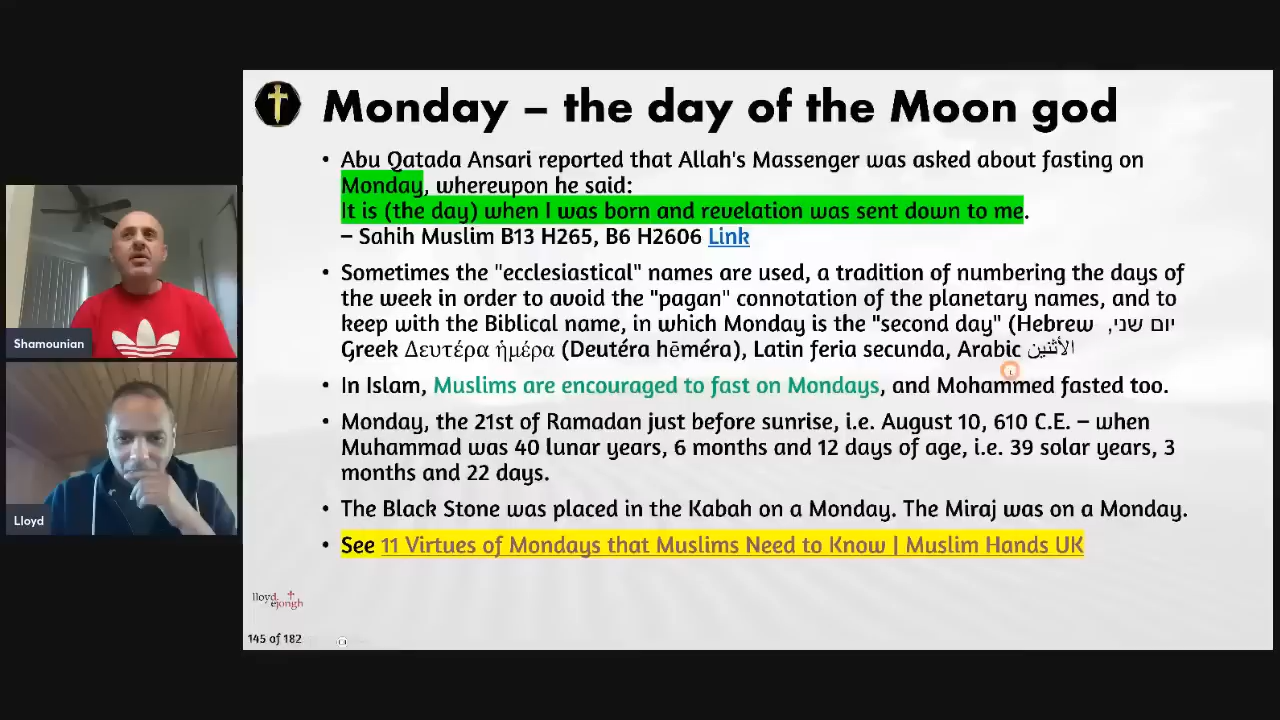 Monday – the day of the Moon god
• Abu Qatada Ansari reported that Allah's Massenger was asked about fasting on
Monday, whereupon he said:
It is (the day) when I was born and revelation was sent down to me.
– Sahih Muslim B13 H265, B6 H2606 Link
• Sometimes the "ecclesiastical" names are used, a tradition of numbering the days of
the week in order to avoid the "pagan" connotation of the planetary names, and to
keep with the Biblical name, in which Monday is the "second day" (Hebrew יום שני,
Greek Δευτέρα ἡμέρα (Deutéra hēméra), Latin feria secunda, Arabic الأثنين
• In Islam, Muslims are encouraged to fast on Mondays, and Mohammed fasted too.
• Monday, the 21st of Ramadan just before sunrise, i.e. August 10, 610 C.E. – when
Muhammad was 40 lunar years, 6 months and 12 days of age, i.e. 39 solar years, 3
months and 22 days.
• The Black Stone was placed in the Kabah on a Monday. The Miraj was on a Monday.
• See 11 Virtues of Mondays that Muslims Need to Know | Muslim Hands UK
Shamounian
Lloyd
lloyd
ejongh
145 of 182